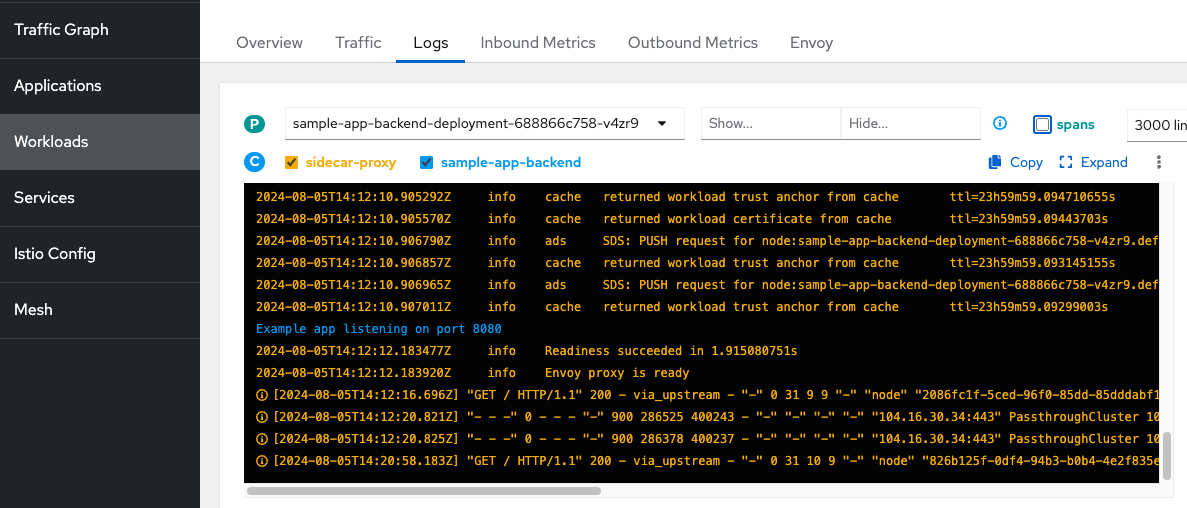 Traffic Graph
Applications
Workloads
Services
Istio Config
Mesh
Overview Traffic Logs Inbound Metrics Outbound Metrics Envoy
P sample-app-backend-deployment-688866c758-v4zr9 Show... Hide... spans 3000 lin
C sidecar-proxy sample-app-backend Copy Expand
2024-08-05T14:12:10.905292Z info cache returned workload trust anchor from cache ttl=23h59m59.094710655s
2024-08-05T14:12:10.905570Z info cache returned workload certificate from cache ttl=23h59m59.09443703s
2024-08-05T14:12:10.906790Z info ads SDS: PUSH request for node:sample-app-backend-deployment-688866c758-v4zr9.def
2024-08-05T14:12:10.906857Z info cache returned workload trust anchor from cache ttl=23h59m59.093145155s
2024-08-05T14:12:10.906965Z info ads SDS: PUSH request for node:sample-app-backend-deployment-688866c758-v4zr9.def
2024-08-05T14:12:10.907011Z info cache returned workload trust anchor from cache ttl=23h59m59.09299003s
Example app listening on port 8080
2024-08-05T14:12:12.183477Z info Readiness succeeded in 1.915080751s
2024-08-05T14:12:12.183920Z info Envoy proxy is ready
[2024-08-05T14:12:16.696Z] "GET / HTTP/1.1" 200 - via_upstream - "-" 0 31 9 9 "-" "node" "2086fc1f-5ced-96f0-85dd-85dddabf1
[2024-08-05T14:12:20.821Z] "- - -" 0 - - - "-" 900 286525 400243 - "-" "-" "-" "-" "104.16.30.34:443" PassthroughCluster 10
[2024-08-05T14:12:20.825Z] "- - -" 0 - - - "-" 900 286378 400237 - "-" "-" "-" "-" "104.16.30.34:443" PassthroughCluster 10
[2024-08-05T14:20:58.183Z] "GET / HTTP/1.1" 200 - via_upstream - "-" 0 31 10 9 "-" "node" "826b125f-0df4-94b3-b0b4-4e2f835e